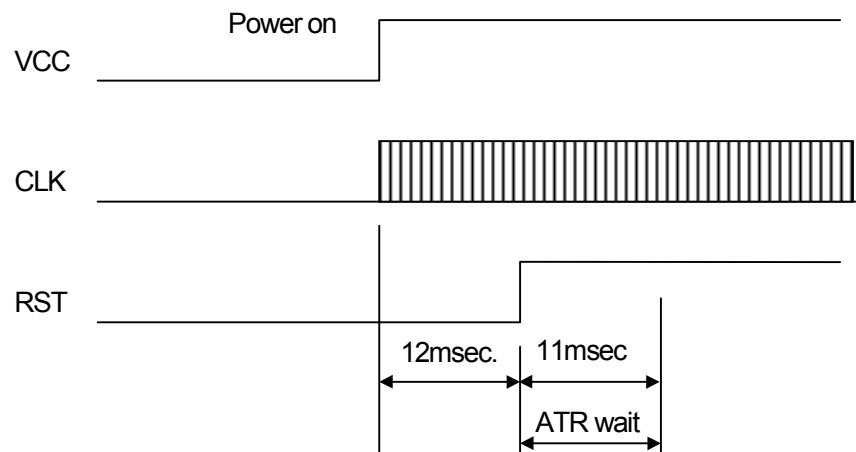 Power on
VCC
CLK
RST
12msec. 11msec
ATR wait